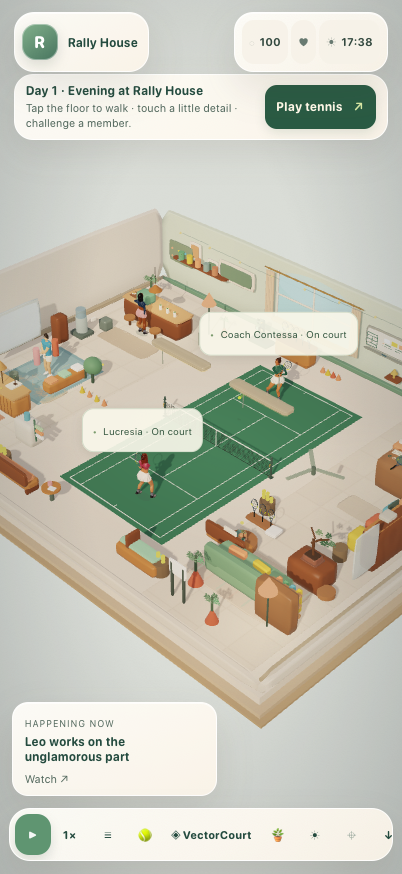 R Rally House
100 17:38
Day 1 · Evening at Rally House
Tap the floor to walk · touch a little detail ·
challenge a member.
Play tennis ↗
• Coach Contessa · On court
• Lucresia · On court
HAPPENING NOW
Leo works on the
unglamorous part
Watch ↗
1× VectorCourt